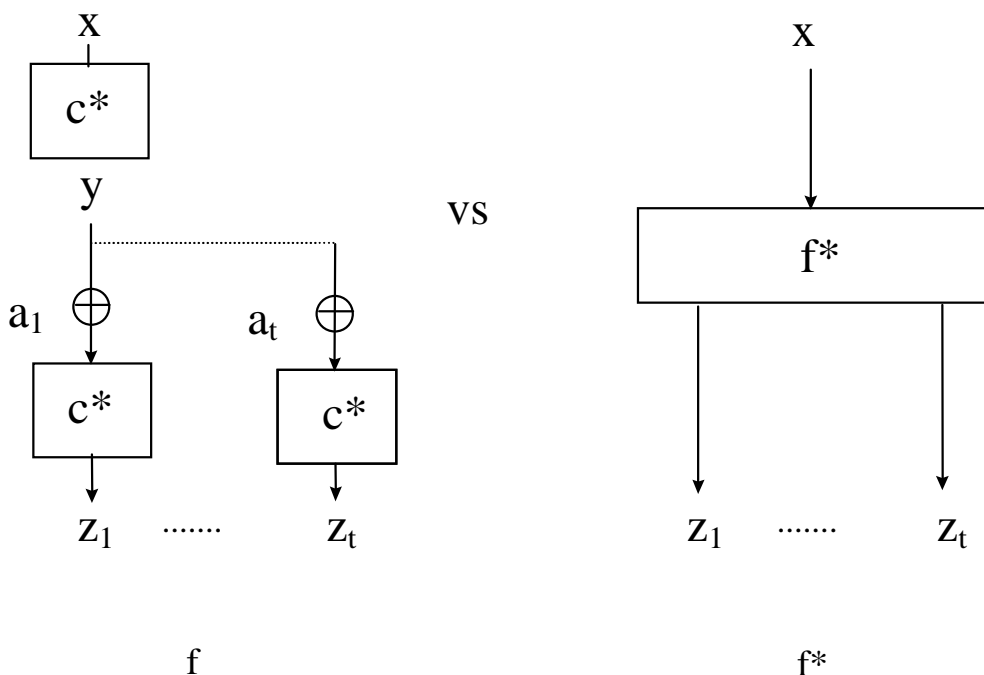 x
c*
y
a₁
aₜ
c*
c*
z₁ ....... zₜ
f
vs
x
f*
z₁ ....... zₜ
f*